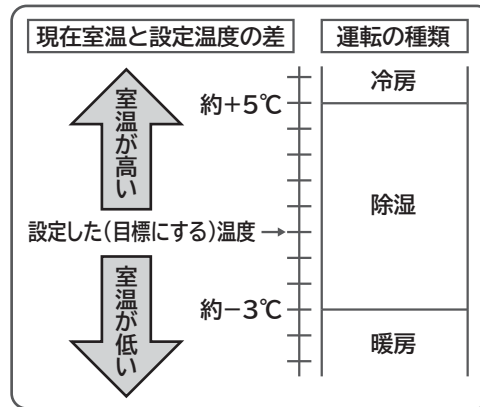 現在室温と設定温度の差
運転の種類
室温が高い
約+5℃
冷房
除湿
設定した(目標にする)温度→
室温が低い
約−3℃
暖房